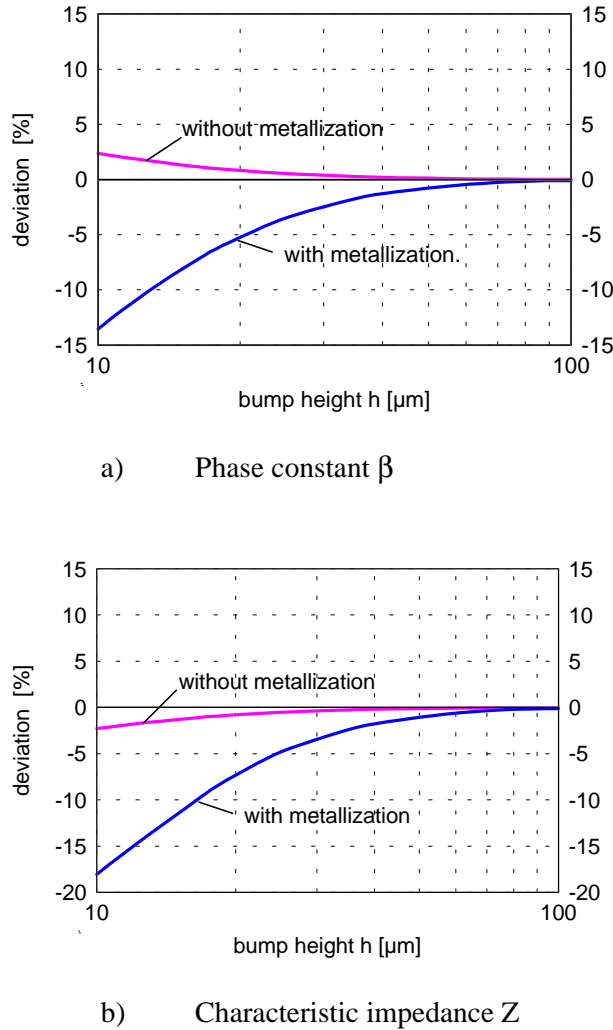 15 15
10 10
5 5
without metallization
0 0
deviation [%]
-5 -5
with metallization.
-10 -10
-15 -15
10 100
bump height h [µm]
a) Phase constant β
15 15
10 10
5 5
without metallization
0 0
deviation [%]
-5 -5
-10 -10
with metallization
-15 -15
-20 -20
10 100
bump height h [µm]
b) Characteristic impedance Z